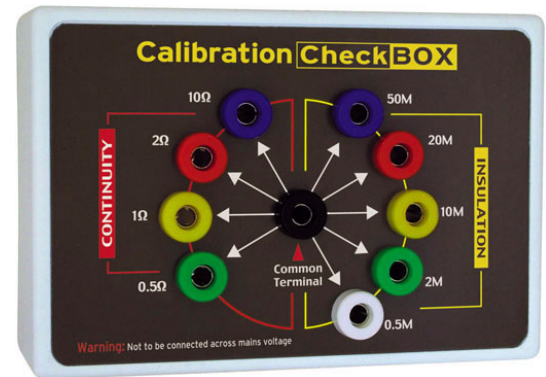 Calibration CheckBOX
10Ω
2Ω
1Ω
0.5Ω
CONTINUITY
50M
20M
10M
2M
0.5M
INSULATION
Common
Terminal
Warning: Not to be connected across mains voltage